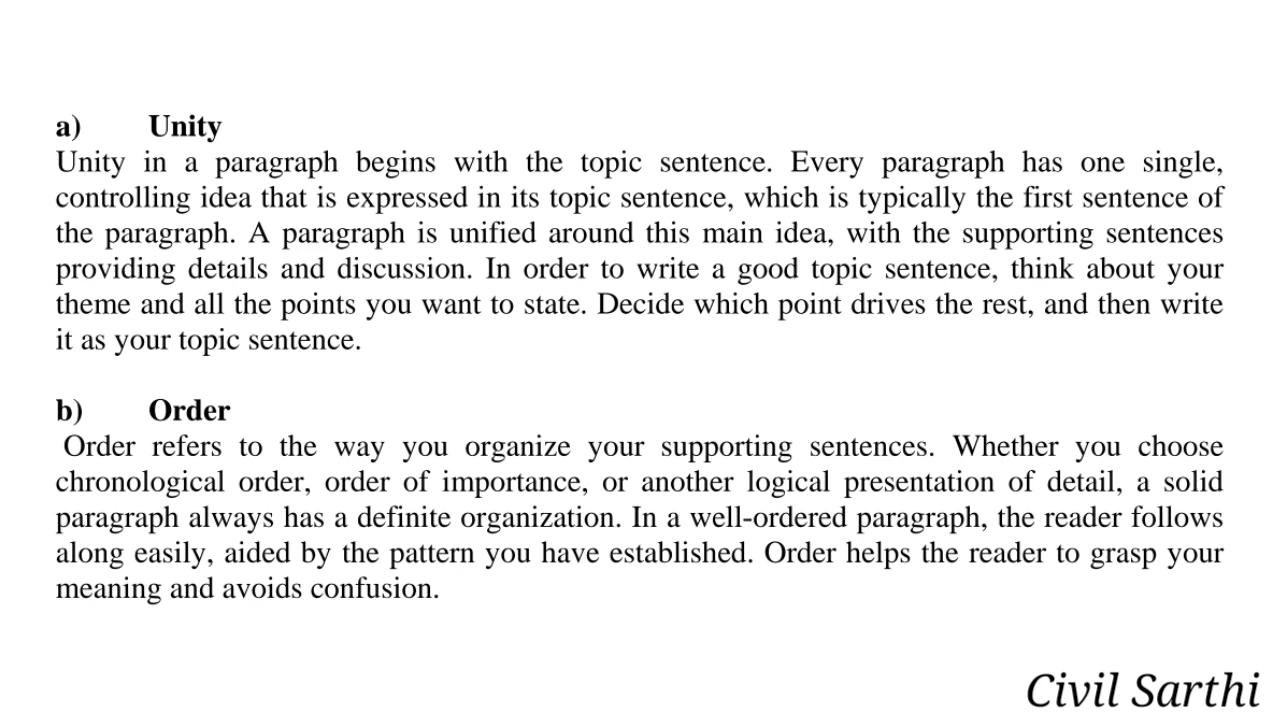 a) Unity
Unity in a paragraph begins with the topic sentence. Every paragraph has one single,
controlling idea that is expressed in its topic sentence, which is typically the first sentence of
the paragraph. A paragraph is unified around this main idea, with the supporting sentences
providing details and discussion. In order to write a good topic sentence, think about your
theme and all the points you want to state. Decide which point drives the rest, and then write
it as your topic sentence.
b) Order
Order refers to the way you organize your supporting sentences. Whether you choose
chronological order, order of importance, or another logical presentation of detail, a solid
paragraph always has a definite organization. In a well-ordered paragraph, the reader follows
along easily, aided by the pattern you have established. Order helps the reader to grasp your
meaning and avoids confusion.
Civil Sarthi